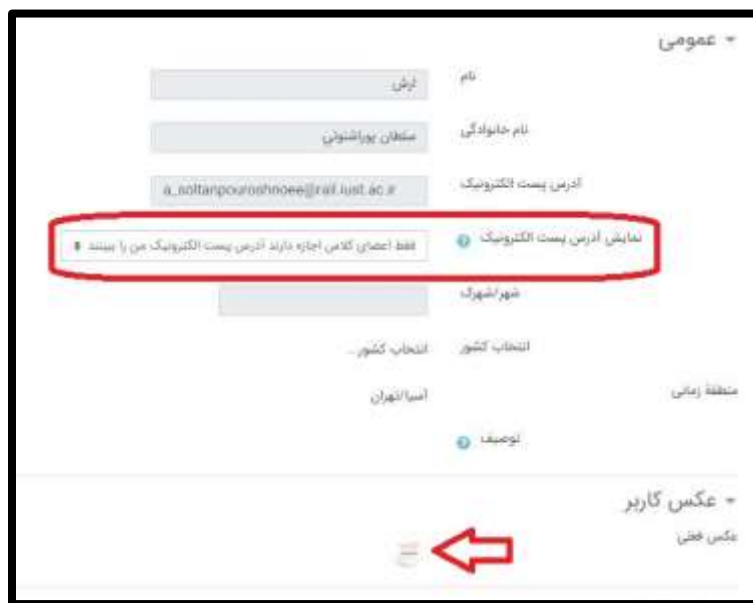 عمومی
نام
آرش
نام خانوادگی
سلطان پوراشنوئی
آدرس پست الکترونیک
a_soltanpouroshnoee@rail.iust.ac.ir
نمایش آدرس پست الکترونیک
فقط اعضای کلاس اجازه دارند آدرس پست الکترونیک من را ببینند
شهر/شهرک
انتخاب کشور
انتخاب کشور...
منطقهٔ زمانی
آسیا/تهران
توصیف
عکس کاربر
عکس فعلی